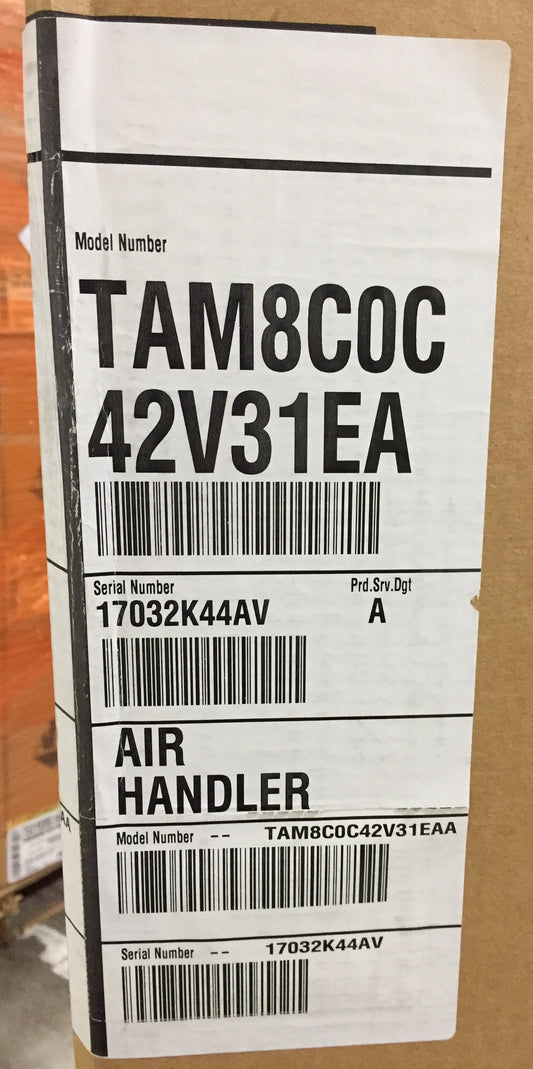 Model Number
TAM8C0C
42V31EA
Serial Number
Prd.Srv.Dgt
17032K44AV
A
AIR
HANDLER
Model Number -- TAM8C0C42V31EAA
Serial Number -- 17032K44AV